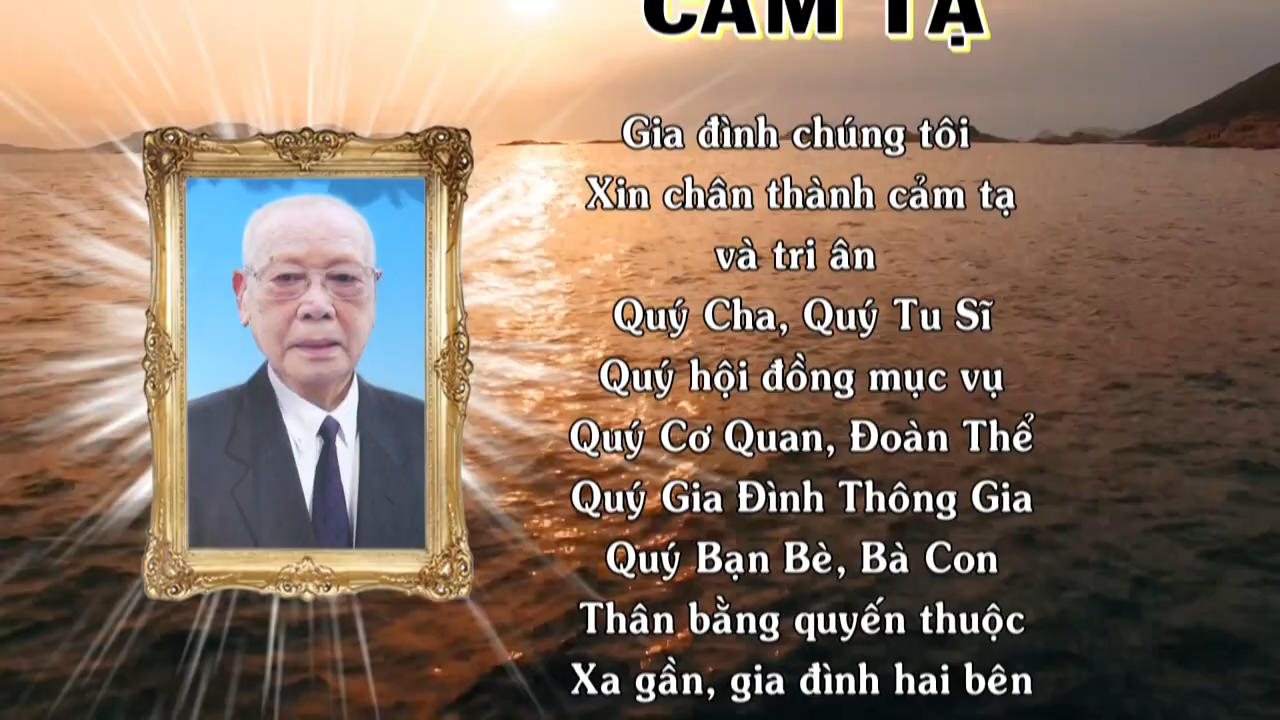 CẢM TẠ
Gia đình chúng tôi
Xin chân thành cảm tạ
và tri ân
Quý Cha, Quý Tu Sĩ
Quý hội đồng mục vụ
Quý Cơ Quan, Đoàn Thể
Quý Gia Đình Thông Gia
Quý Bạn Bè, Bà Con
Thân bằng quyến thuộc
Xa gần, gia đình hai bên